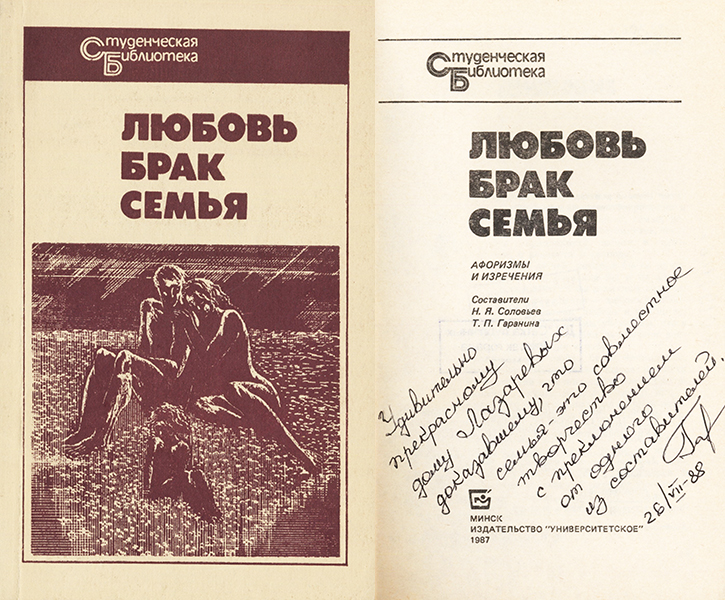 Студенческая
Библиотека
ЛЮБОВЬ
БРАК
СЕМЬЯ
Студенческая
Библиотека
ЛЮБОВЬ
БРАК
СЕМЬЯ
АФОРИЗМЫ
И ИЗРЕЧЕНИЯ
Составители
Н. Я. Соловьев
Т. П. Гаранина
Удивительно
прекрасному
дому Лазаревых
доказавшему, что
семья - это совместное
творчество
с преклонением
от одного
из составителей.
Гар
26/VII-88
МИНСК
ИЗДАТЕЛЬСТВО "УНИВЕРСИТЕТСКОЕ"
1987